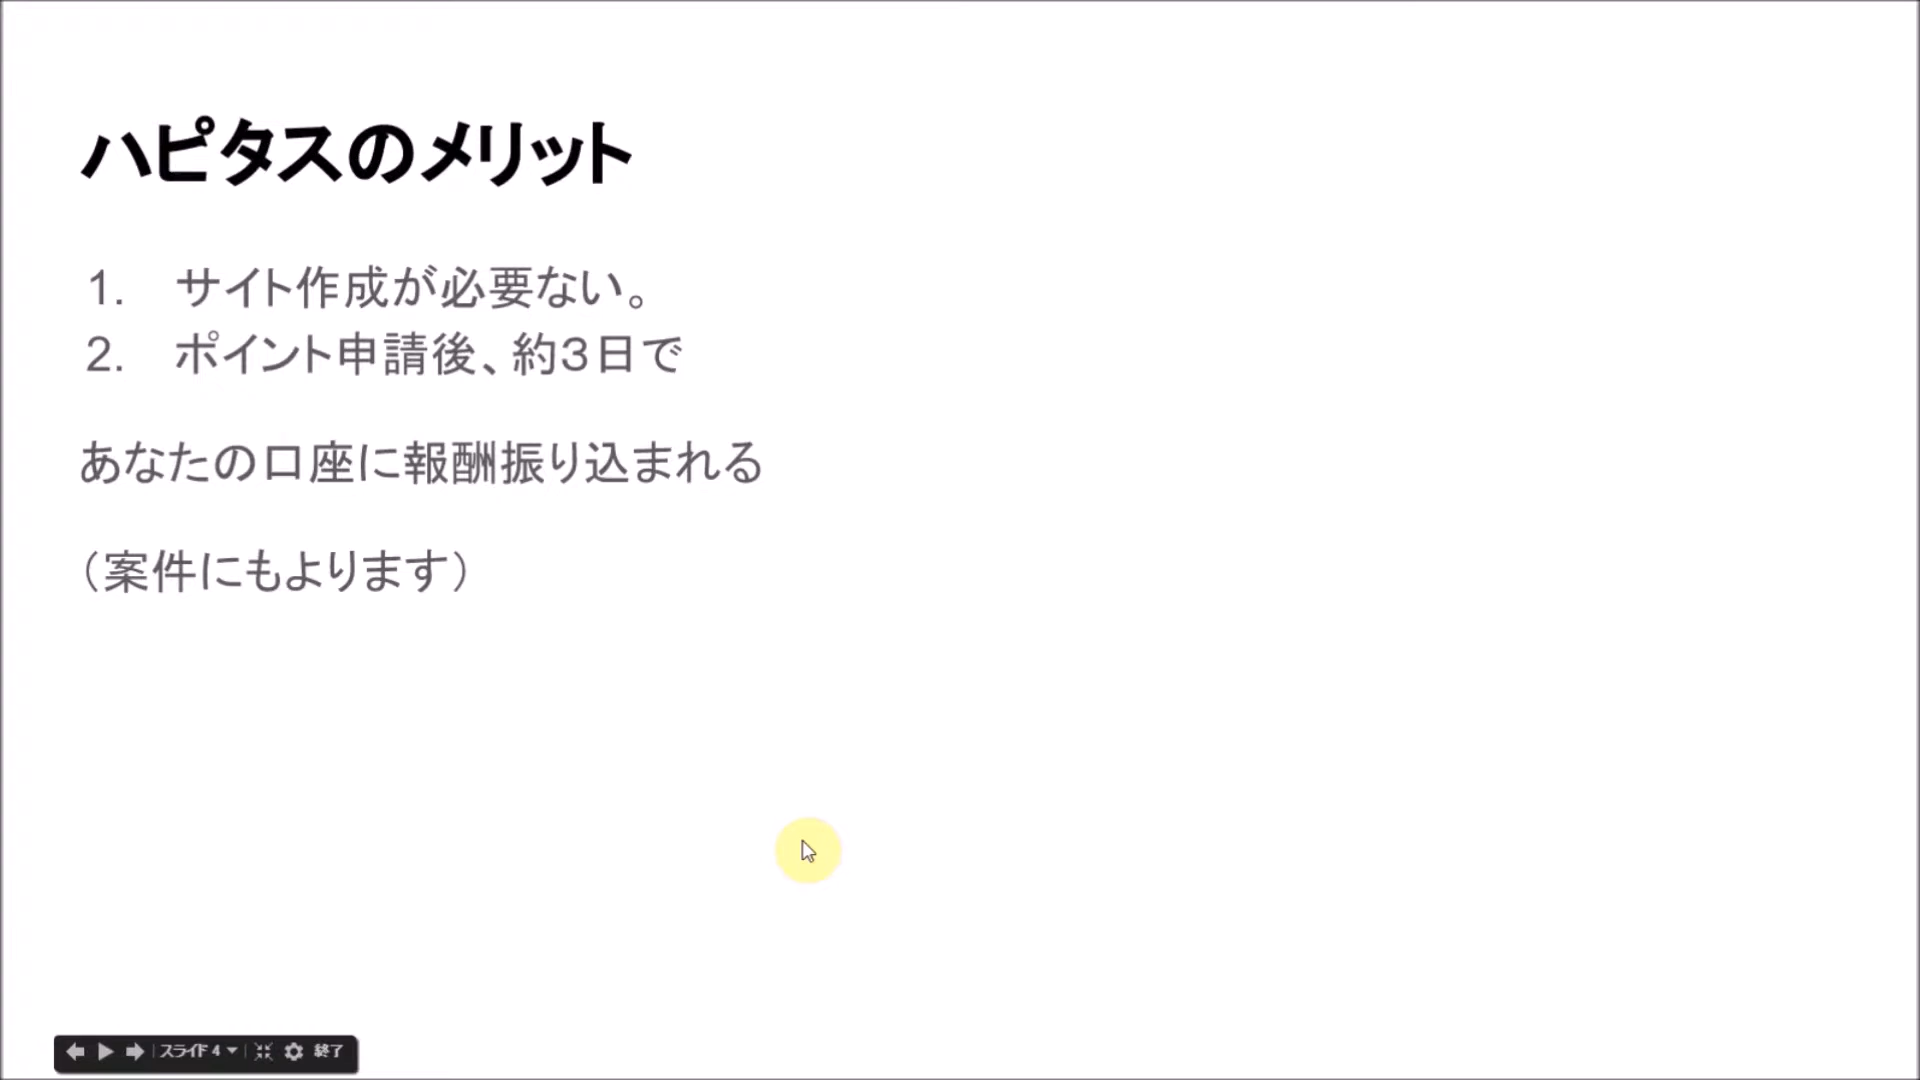 ハピタスのメリット
1. サイト作成が必要ない。
2. ポイント申請後、約3日で
あなたの口座に報酬振り込まれる
（案件にもよります）
スライド 4
終了